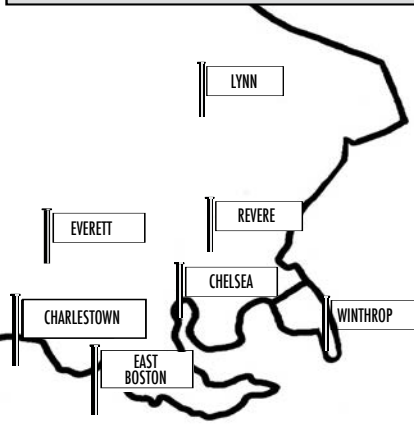 LYNN
REVERE
EVERETT
CHELSEA
WINTHROP
CHARLESTOWN
EAST
BOSTON